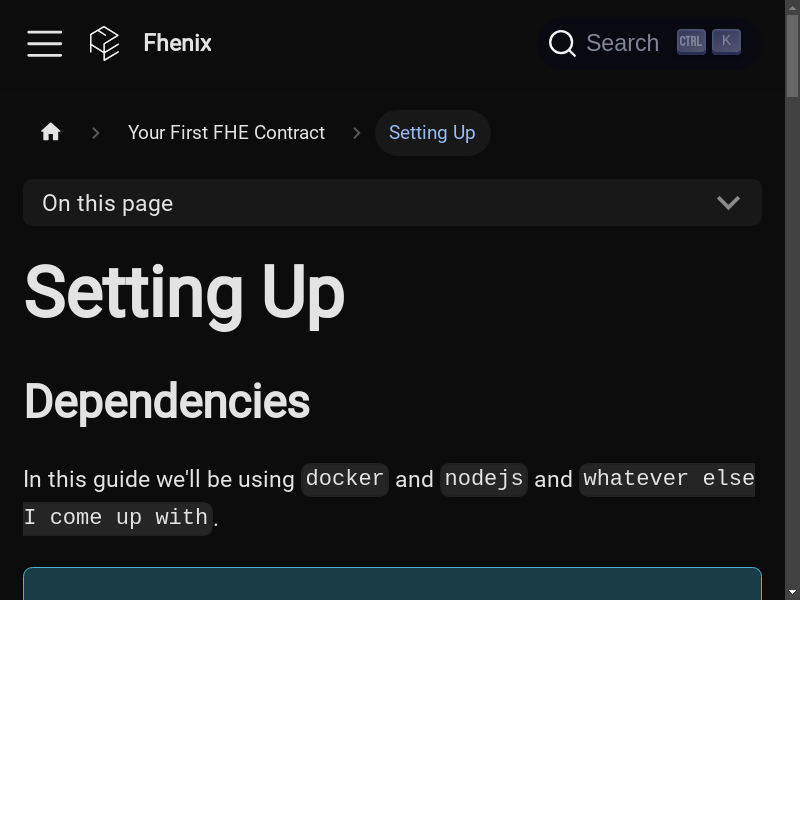 Fhenix
Search CTRL K
Your First FHE Contract Setting Up
On this page
Setting Up
Dependencies
In this guide we'll be using docker and nodejs and whatever else
I come up with.